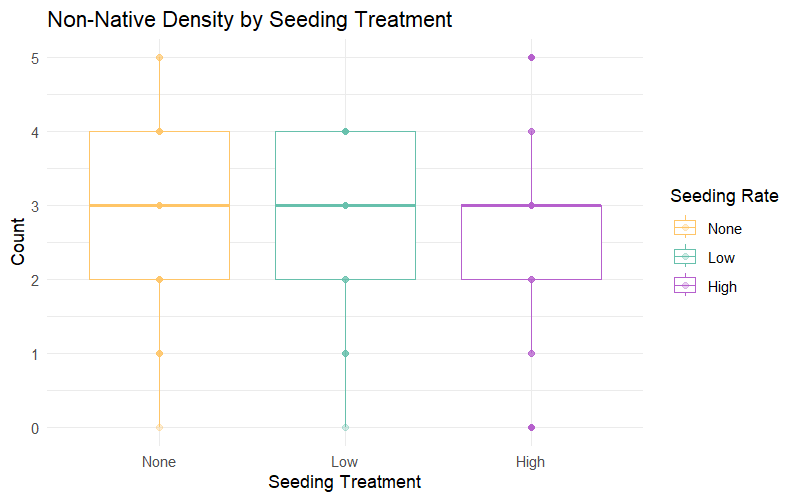 Non-Native Density by Seeding Treatment
5
4
3
2
1
0
Count
None Low High
Seeding Treatment
Seeding Rate
None
Low
High